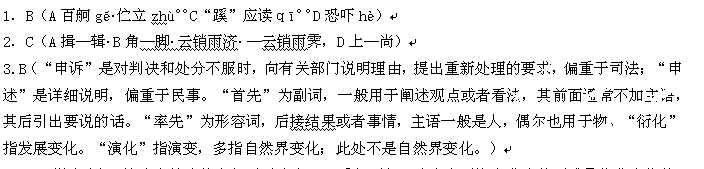 1. B（A 百舸 gě·伫立 zhù°°C“蹊”应读 qī°°D 恐吓 hè）
2. C（A 揖—辑·B 角—脚·云销雨济·—云销雨霁，D 上—尚）
3.B（“申诉”是对判决和处分不服时，向有关部门说明理由，提出重新处理的要求，偏重于司法；“申
述”是详细说明，偏重于民事。“首先”为副词，一般用于阐述观点或者看法，其前面通常不加主语，
其后引出要说的话。“率先”为形容词，后接结果或者事情，主语一般是人，偶尔也用于物、“衍化”
指发展变化。“演化”指演变，多指自然界变化；此处不是自然界变化。）